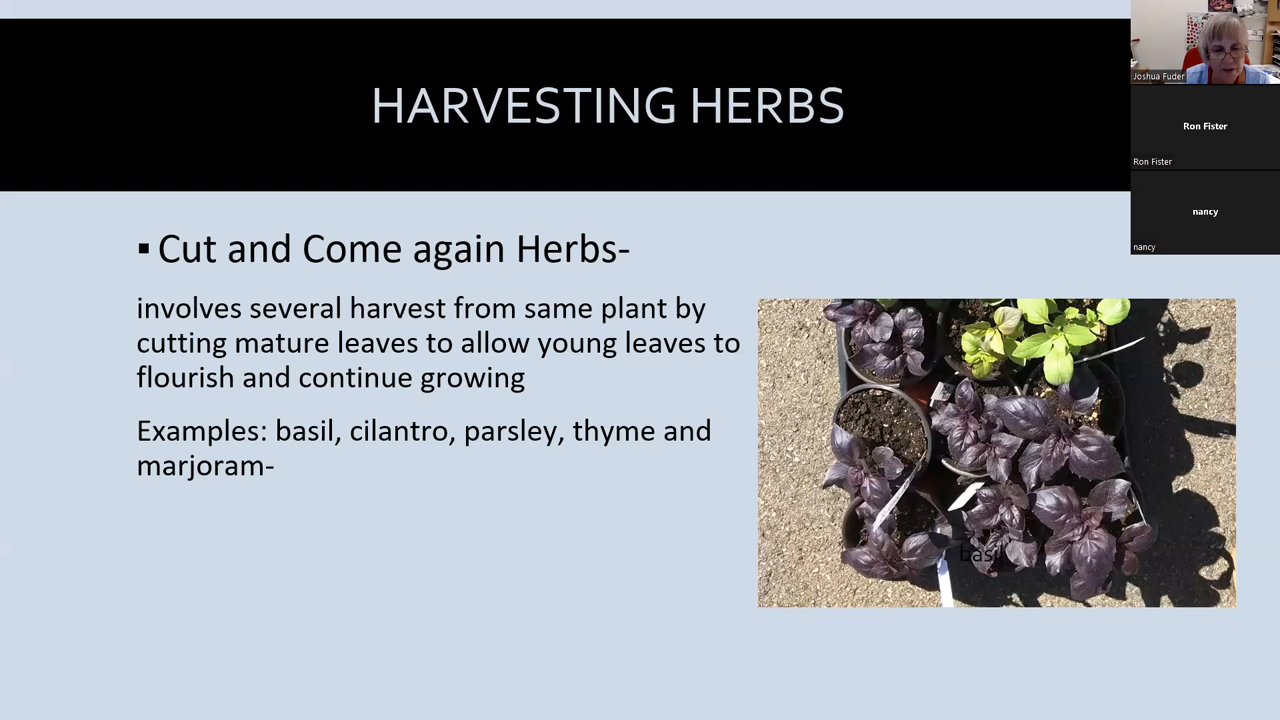 HARVESTING HERBS
▪ Cut and Come again Herbs-
involves several harvest from same plant by
cutting mature leaves to allow young leaves to
flourish and continue growing
Examples: basil, cilantro, parsley, thyme and
marjoram-
basil
Joshua Fuder
Ron Fister
Ron Fister
nancy
nancy